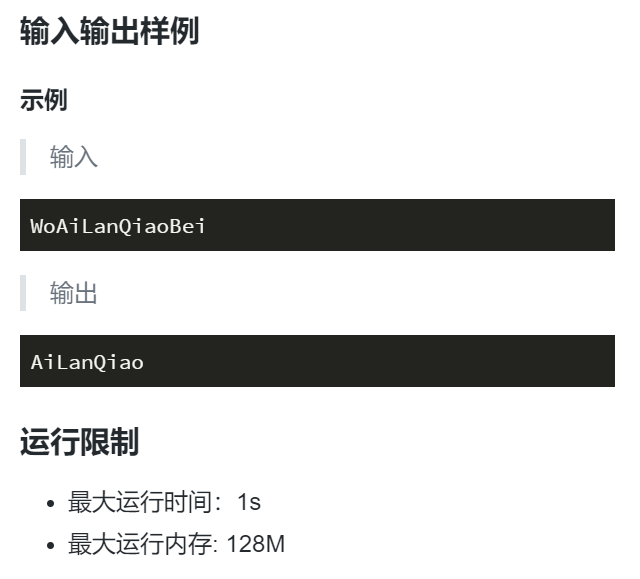 输入输出样例
示例
输入
WoAiLanQiaoBei
输出
AiLanQiao
运行限制
• 最大运行时间：1s
• 最大运行内存: 128M